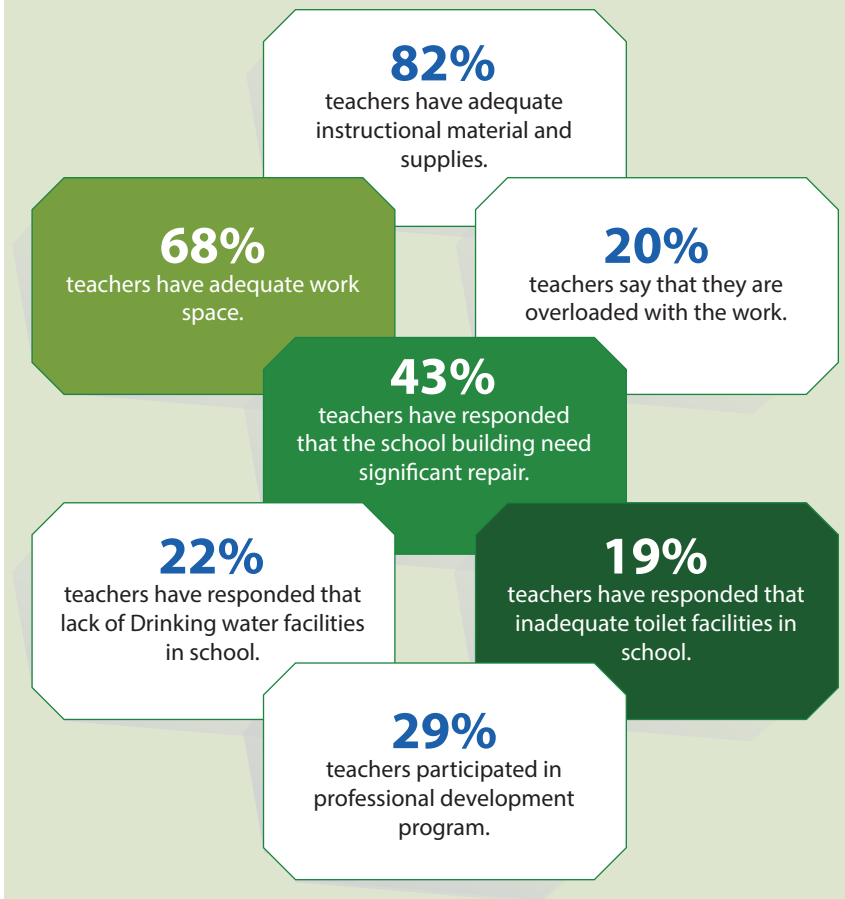 82%
teachers have adequate
instructional material and
supplies.
68%
teachers have adequate work
space.
20%
teachers say that they are
overloaded with the work.
43%
teachers have responded
that the school building need
significant repair.
22%
teachers have responded that
lack of Drinking water facilities
in school.
19%
teachers have responded that
inadequate toilet facilities in
school.
29%
teachers participated in
professional development
program.